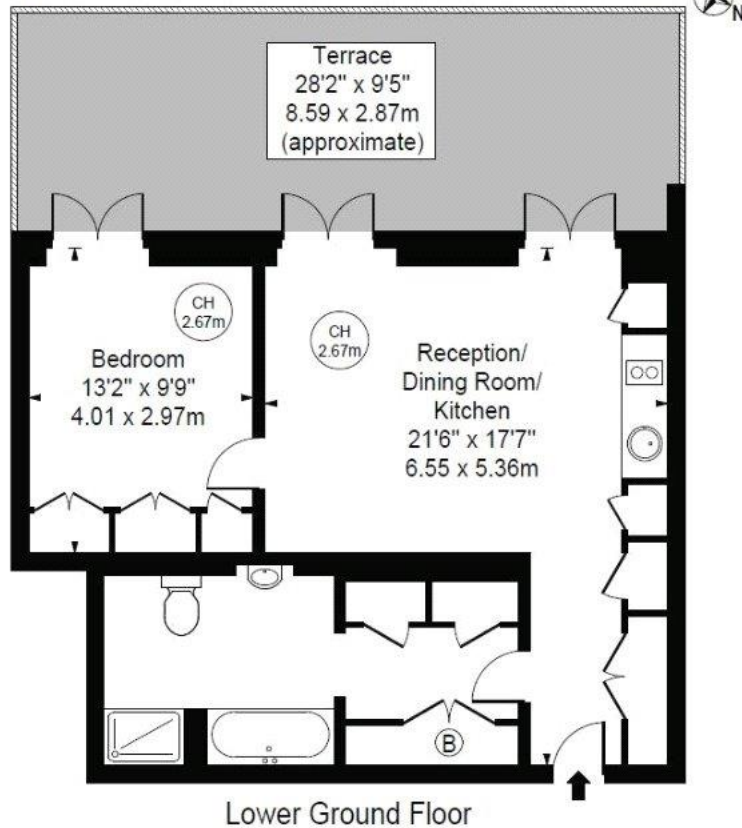 N
Terrace
28'2" x 9'5"
8.59 x 2.87m
(approximate)
CH
2.67m
Bedroom
13'2" x 9'9"
4.01 x 2.97m
CH
2.67m
Reception/
Dining Room/
Kitchen
21'6" x 17'7"
6.55 x 5.36m
B
Lower Ground Floor